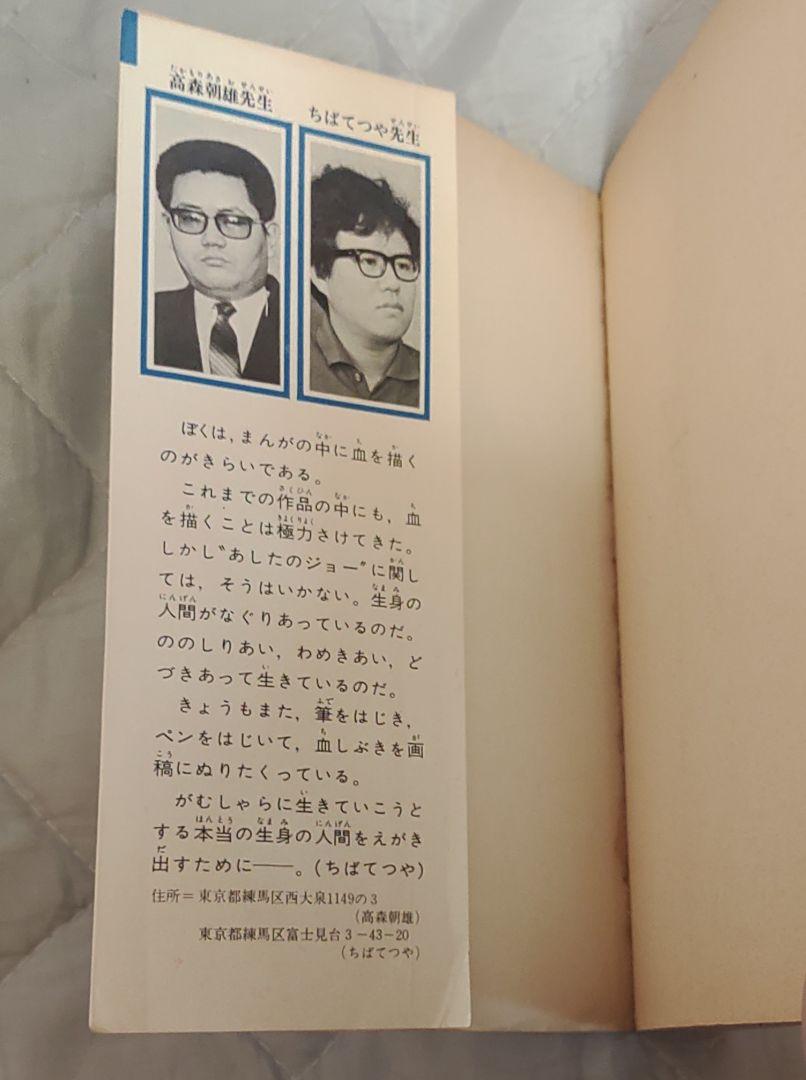 高森朝雄先生
ちばてつや先生
ぼくは，まんがの中に血を描く
のがきらいである。
これまでの作品の中にも，血
を描くことは極力さけてきた。
しかし〝あしたのジョー〟に関し
ては，そうはいかない。生身の
人間がなぐりあっているのだ。
ののしりあい，わめきあい，ど
づきあって生きているのだ。
きょうもまた，筆をはじき，
ペンをはじいて，血しぶきを画
稿にぬりたくっている。
がむしゃらに生きていこうと
する本当の生身の人間をえがき
出すために――。(ちばてつや)
住所＝東京都練馬区西大泉1149の3
(高森朝雄)
東京都練馬区富士見台3-43-20
(ちばてつや)